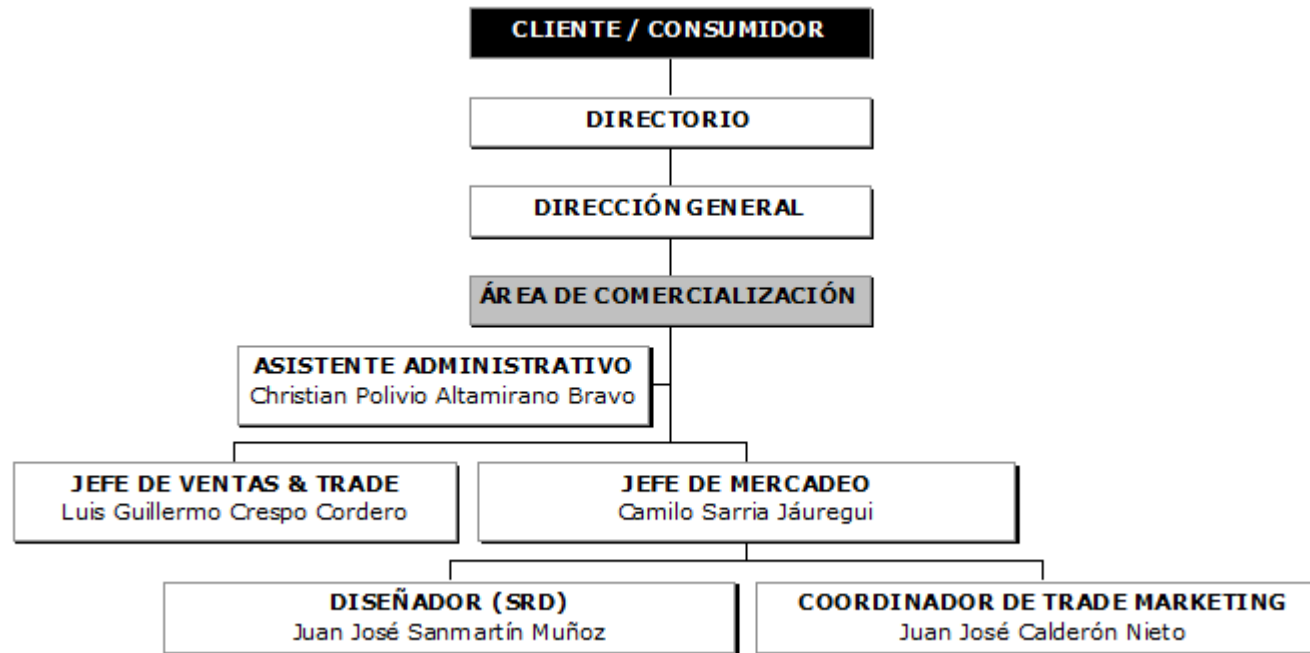 CLIENTE / CONSUMIDOR
DIRECTORIO
DIRECCIÓN GENERAL
ÁREA DE COMERCIALIZACIÓN
ASISTENTE ADMINISTRATIVO
Christian Polivio Altamirano Bravo
JEFE DE VENTAS & TRADE
Luis Guillermo Crespo Cordero
JEFE DE MERCADEO
Camilo Sarria Jáuregui
DISEÑADOR (SRD)
Juan José Sanmartín Muñoz
COORDINADOR DE TRADE MARKETING
Juan José Calderón Nieto